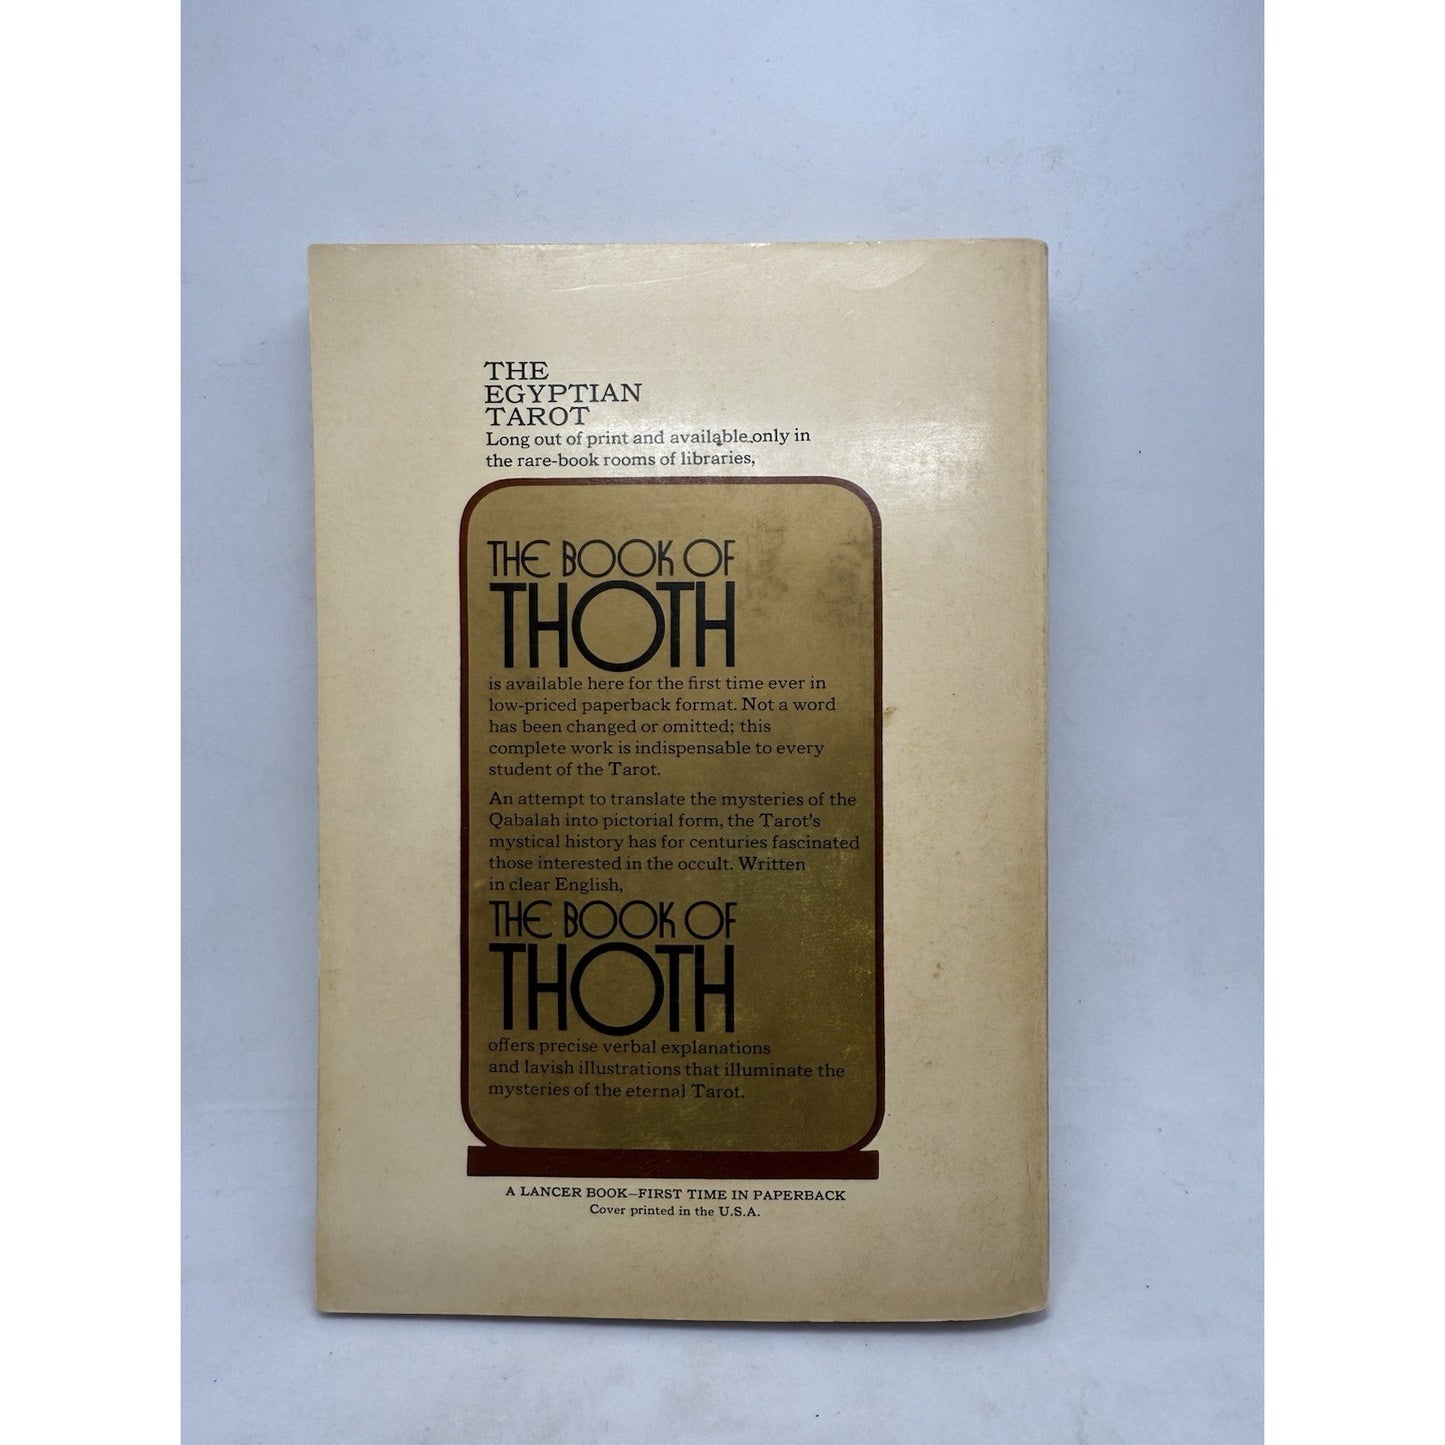 THE
EGYPTIAN
TAROT
Long out of print and available only in
the rare-book rooms of libraries,
THE BOOK OF
THOTH
is available here for the first time ever in
low-priced paperback format. Not a word
has been changed or omitted; this
complete work is indispensable to every
student of the Tarot.
An attempt to translate the mysteries of the
Qabalah into pictorial form, the Tarot's
mystical history has for centuries fascinated
those interested in the occult. Written
in clear English,
THE BOOK OF
THOTH
offers precise verbal explanations
and lavish illustrations that illuminate the
mysteries of the eternal Tarot.
A LANCER BOOK—FIRST TIME IN PAPERBACK
Cover printed in the U.S.A.